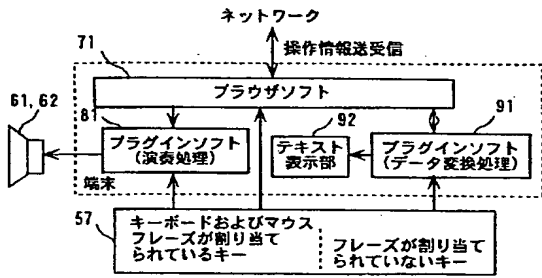 ネットワーク
操作情報送受信
71
ブラウザソフト
61, 62
81
プラグインソフト
(演奏処理)
92
テキスト
表示部
91
プラグインソフト
(データ変換処理)
端末
57
キーボードおよびマウス
フレーズが割り当て
られているキー
フレーズが割り当て
られていないキー